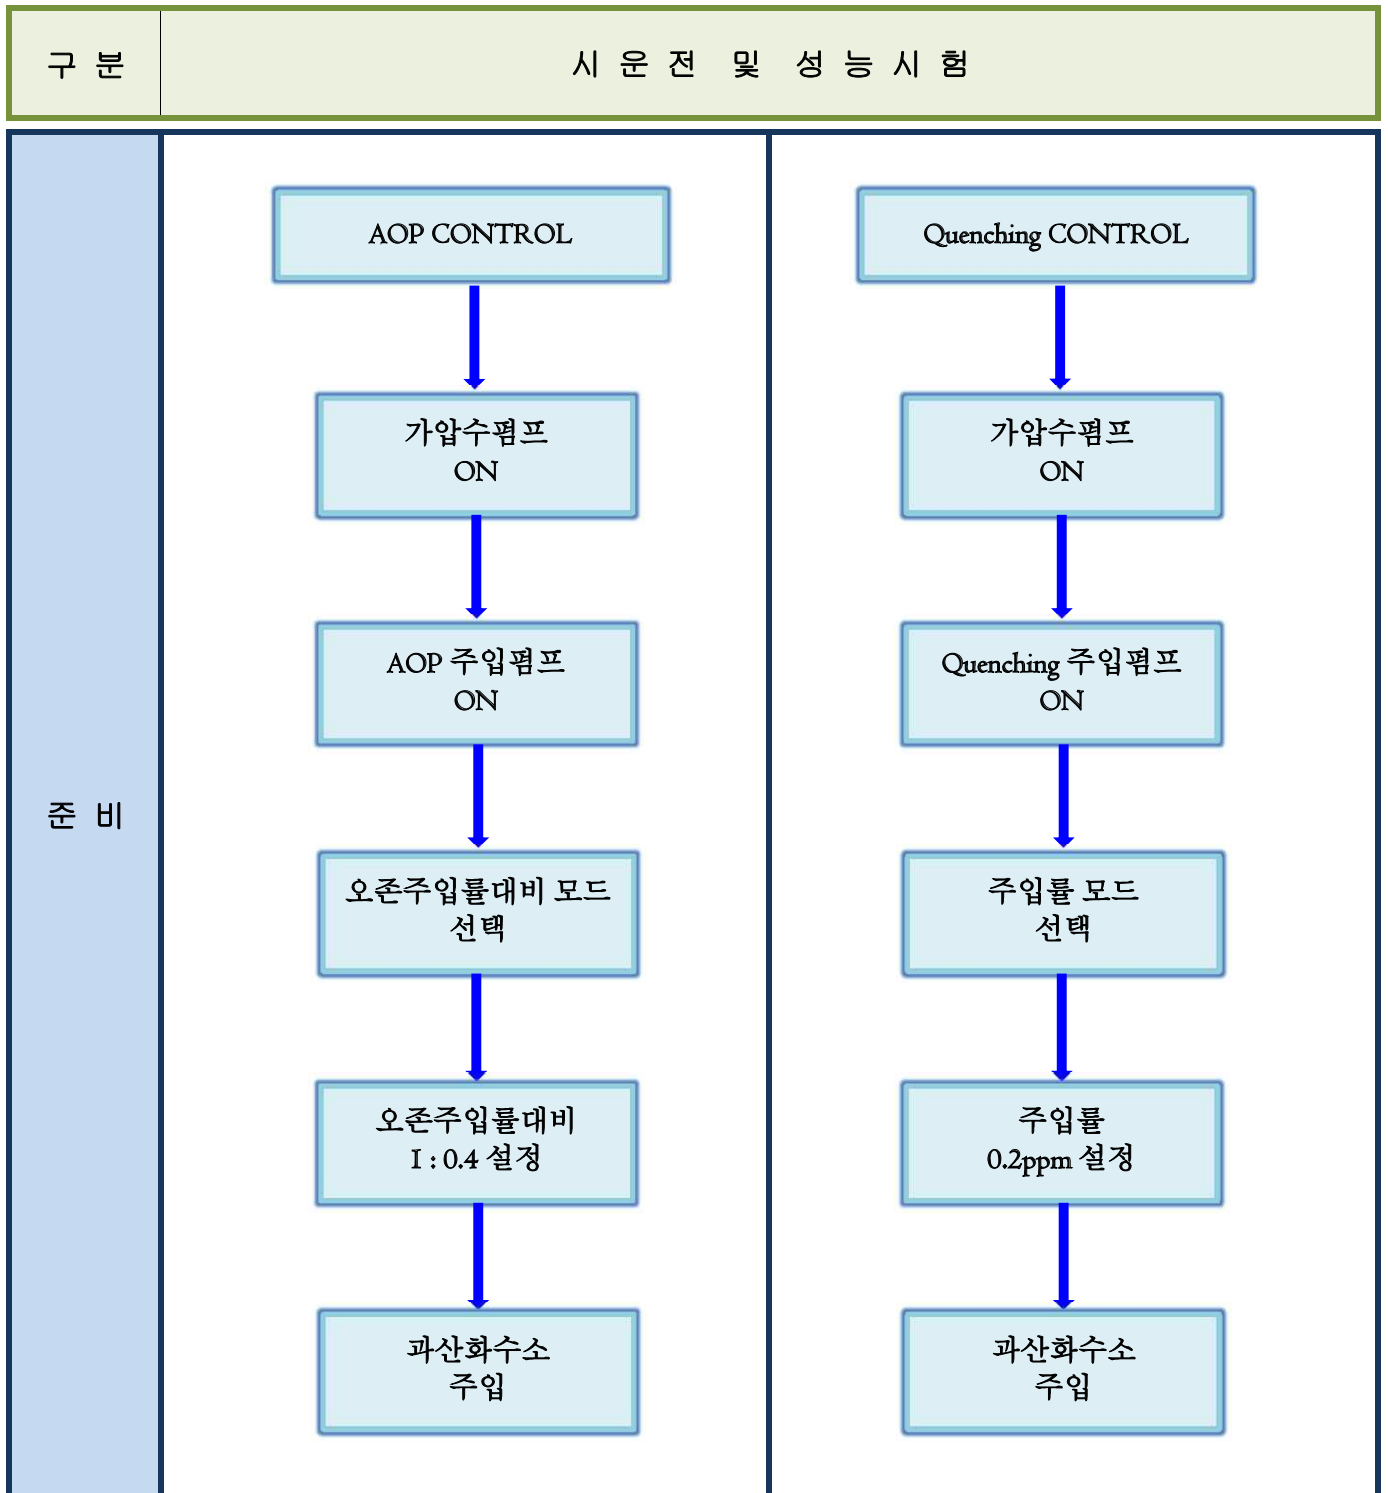 구 분
시 운 전 및 성 능 시 험
준 비
AOP CONTROL
가압수펌프
ON
AOP 주입펌프
ON
오존주입률대비 모드
선택
오존주입률대비
1 : 0.4 설정
과산화수소
주입
Quenching CONTROL
가압수펌프
ON
Quenching 주입펌프
ON
주입률 모드
선택
주입률
0.2ppm 설정
과산화수소
주입